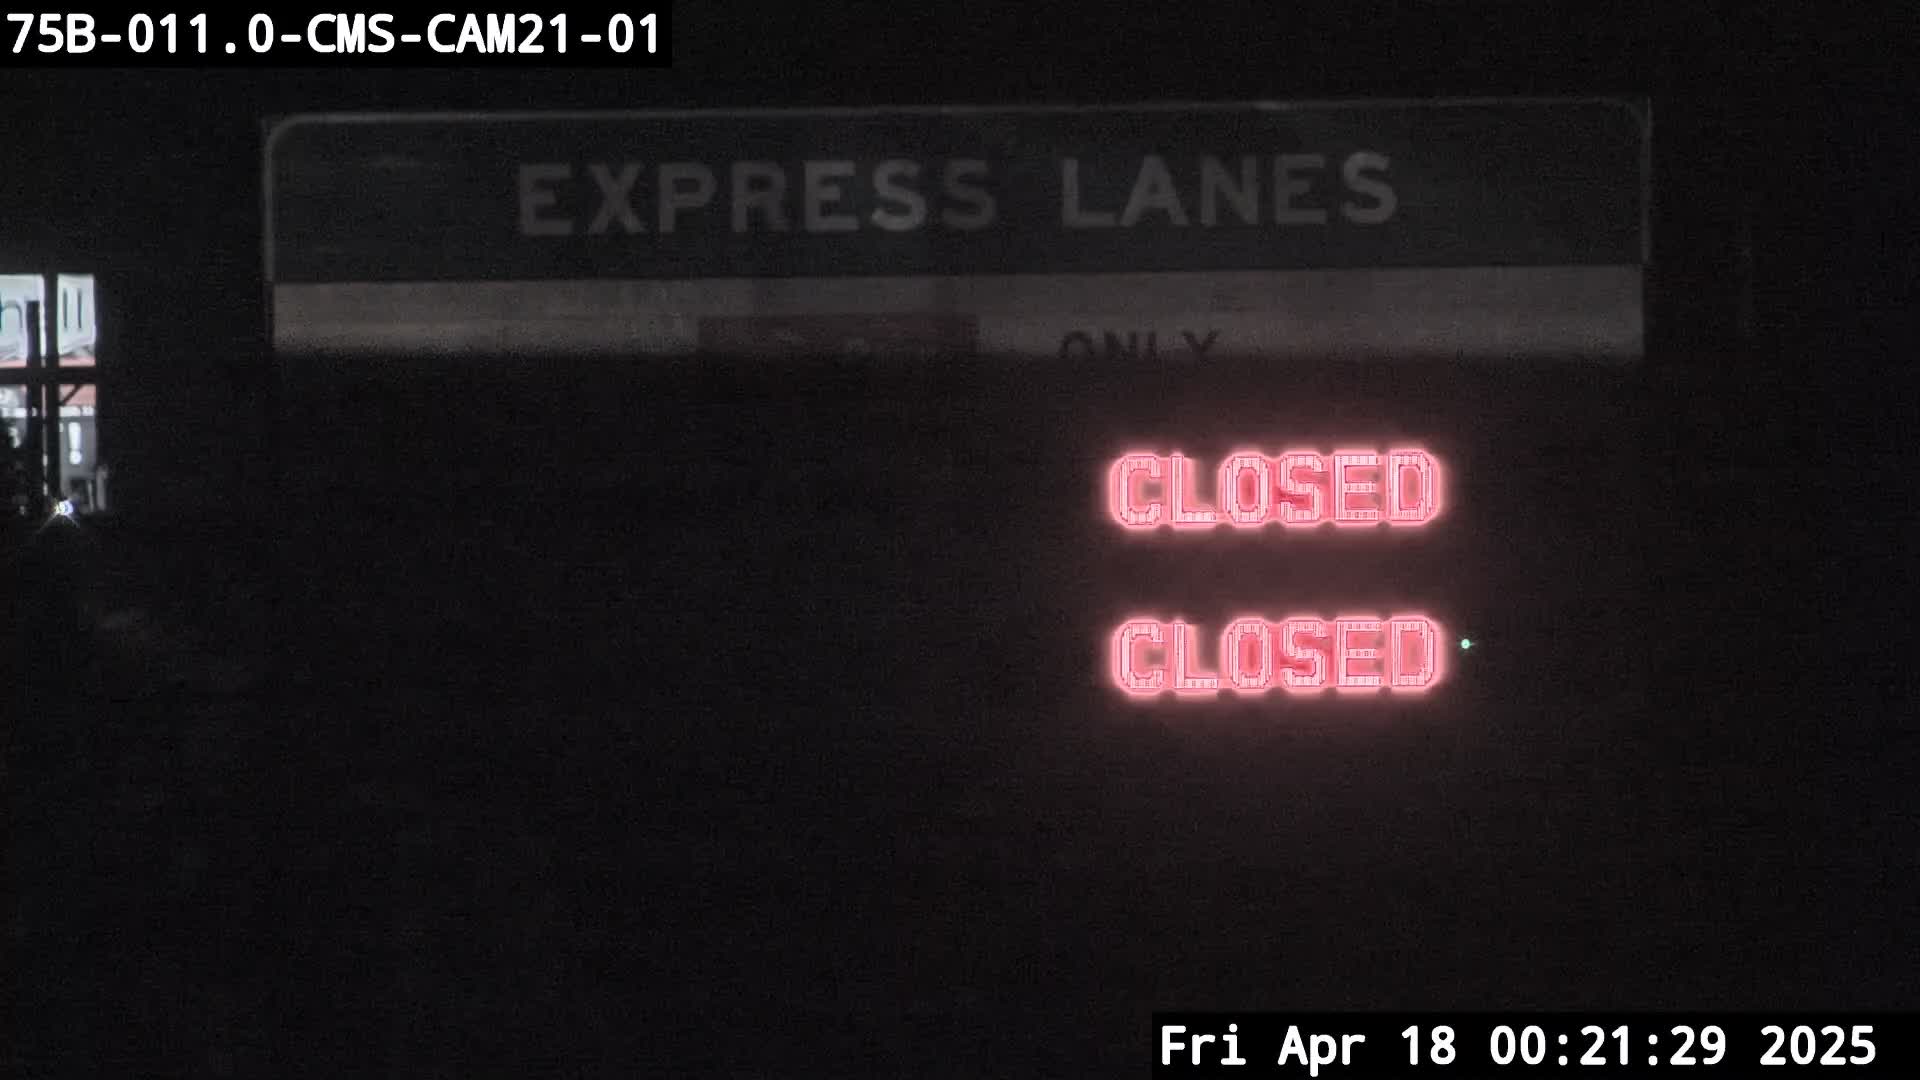 75B-011.0-CMS-CAM21-01
EXPRESS LANES
ONLY
CLOSED
CLOSED
Fri Apr 18 00:21:29 2025